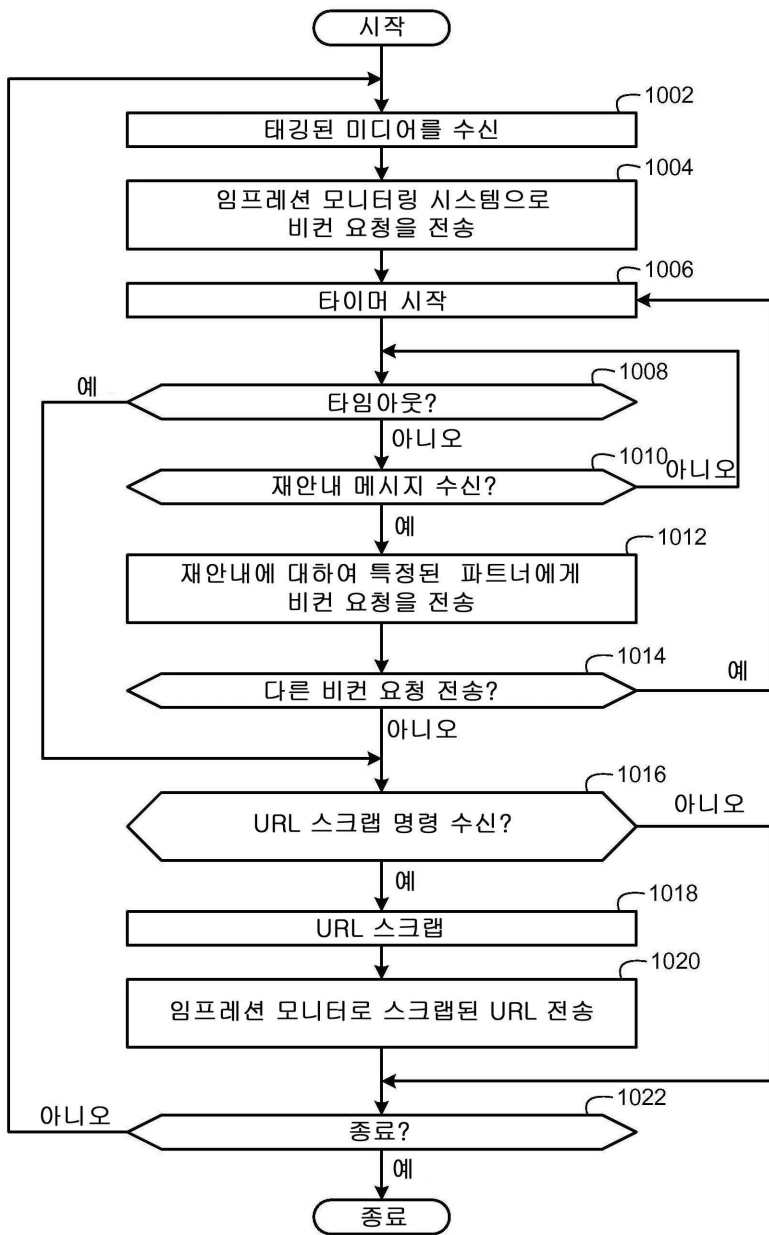 시작
1002
태깅된 미디어를 수신
1004
임프레션 모니터링 시스템으로
비컨 요청을 전송
1006
타이머 시작
예
1008
타임아웃?
아니오
1010
재안내 메시지 수신?
아니오
예
1012
재안내에 대하여 특정된 파트너에게
비컨 요청을 전송
1014
다른 비컨 요청 전송?
예
아니오
1016
URL 스크랩 명령 수신?
아니오
예
1018
URL 스크랩
1020
임프레션 모니터로 스크랩된 URL 전송
1022
아니오
종료?
예
종료